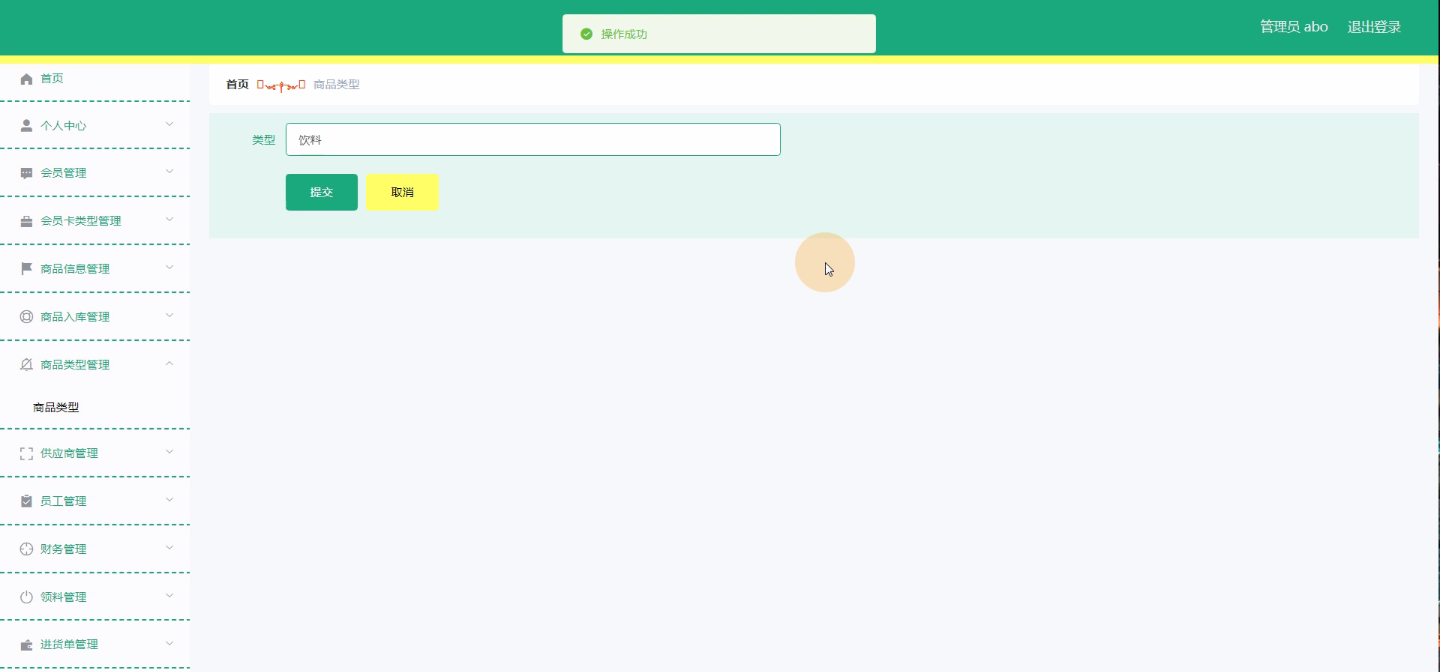 操作成功
管理员 abo
退出登录
首页
个人中心
会员管理
会员卡类型管理
商品信息管理
商品入库管理
商品类型管理
商品类型
供应商管理
员工管理
财务管理
领料管理
进货单管理
首页 商品类型
类型 饮料
提交 取消